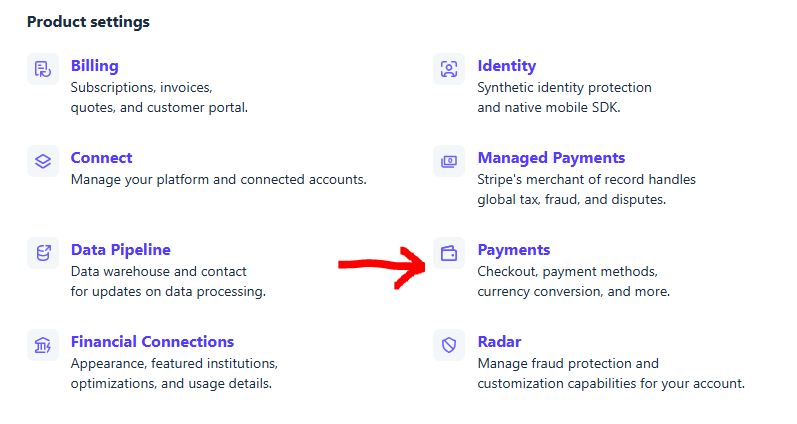 Product settings
Billing
Subscriptions, invoices,
quotes, and customer portal.
Identity
Synthetic identity protection
and native mobile SDK.
Connect
Manage your platform and connected accounts.
Managed Payments
Stripe's merchant of record handles
global tax, fraud, and disputes.
Data Pipeline
Data warehouse and contact
for updates on data processing.
Payments
Checkout, payment methods,
currency conversion, and more.
Financial Connections
Appearance, featured institutions,
optimizations, and usage details.
Radar
Manage fraud protection and
customization capabilities for your account.